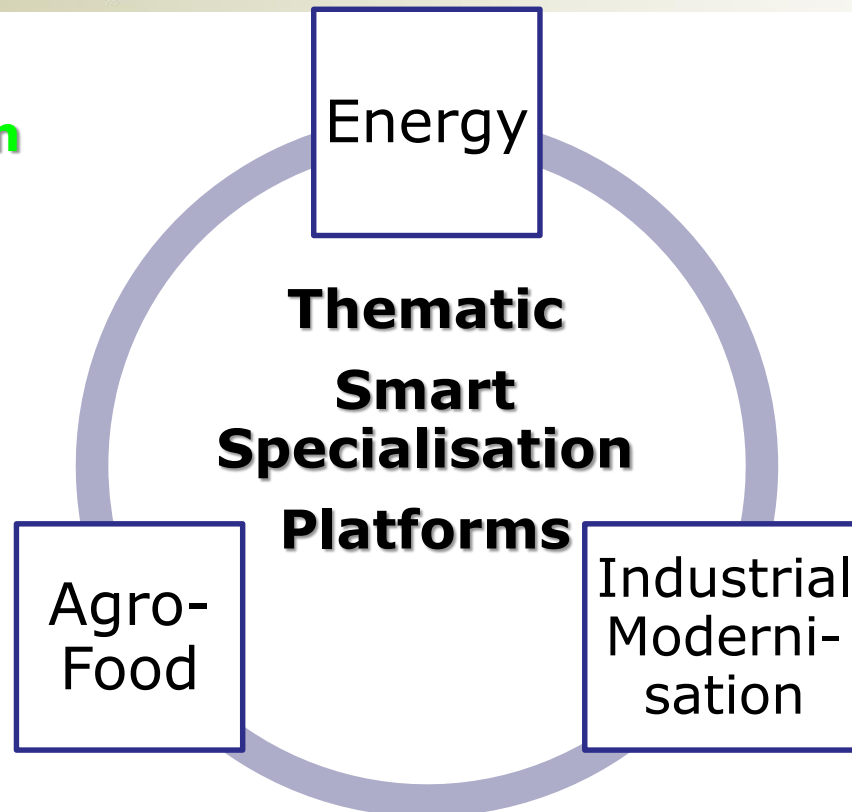 Energy
Thematic
Smart
Specialisation
Platforms
Agro-
Food
Industrial
Moderni-
sation